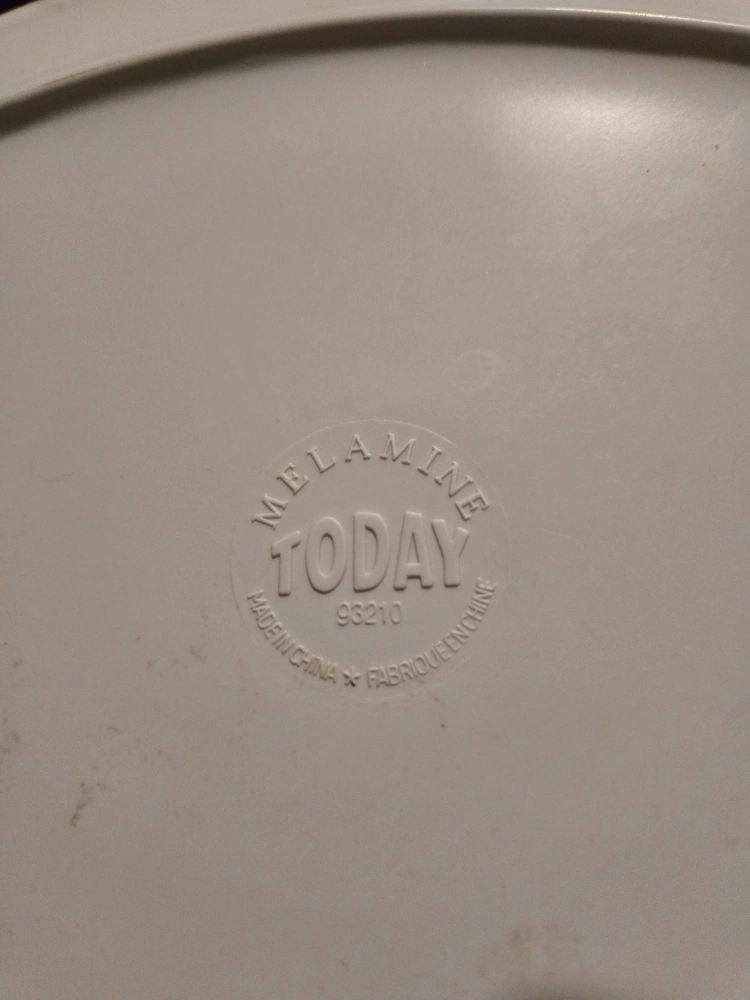 MELAMINE
TODAY
93210
MADE IN CHINA * FABRIQUE EN CHINE